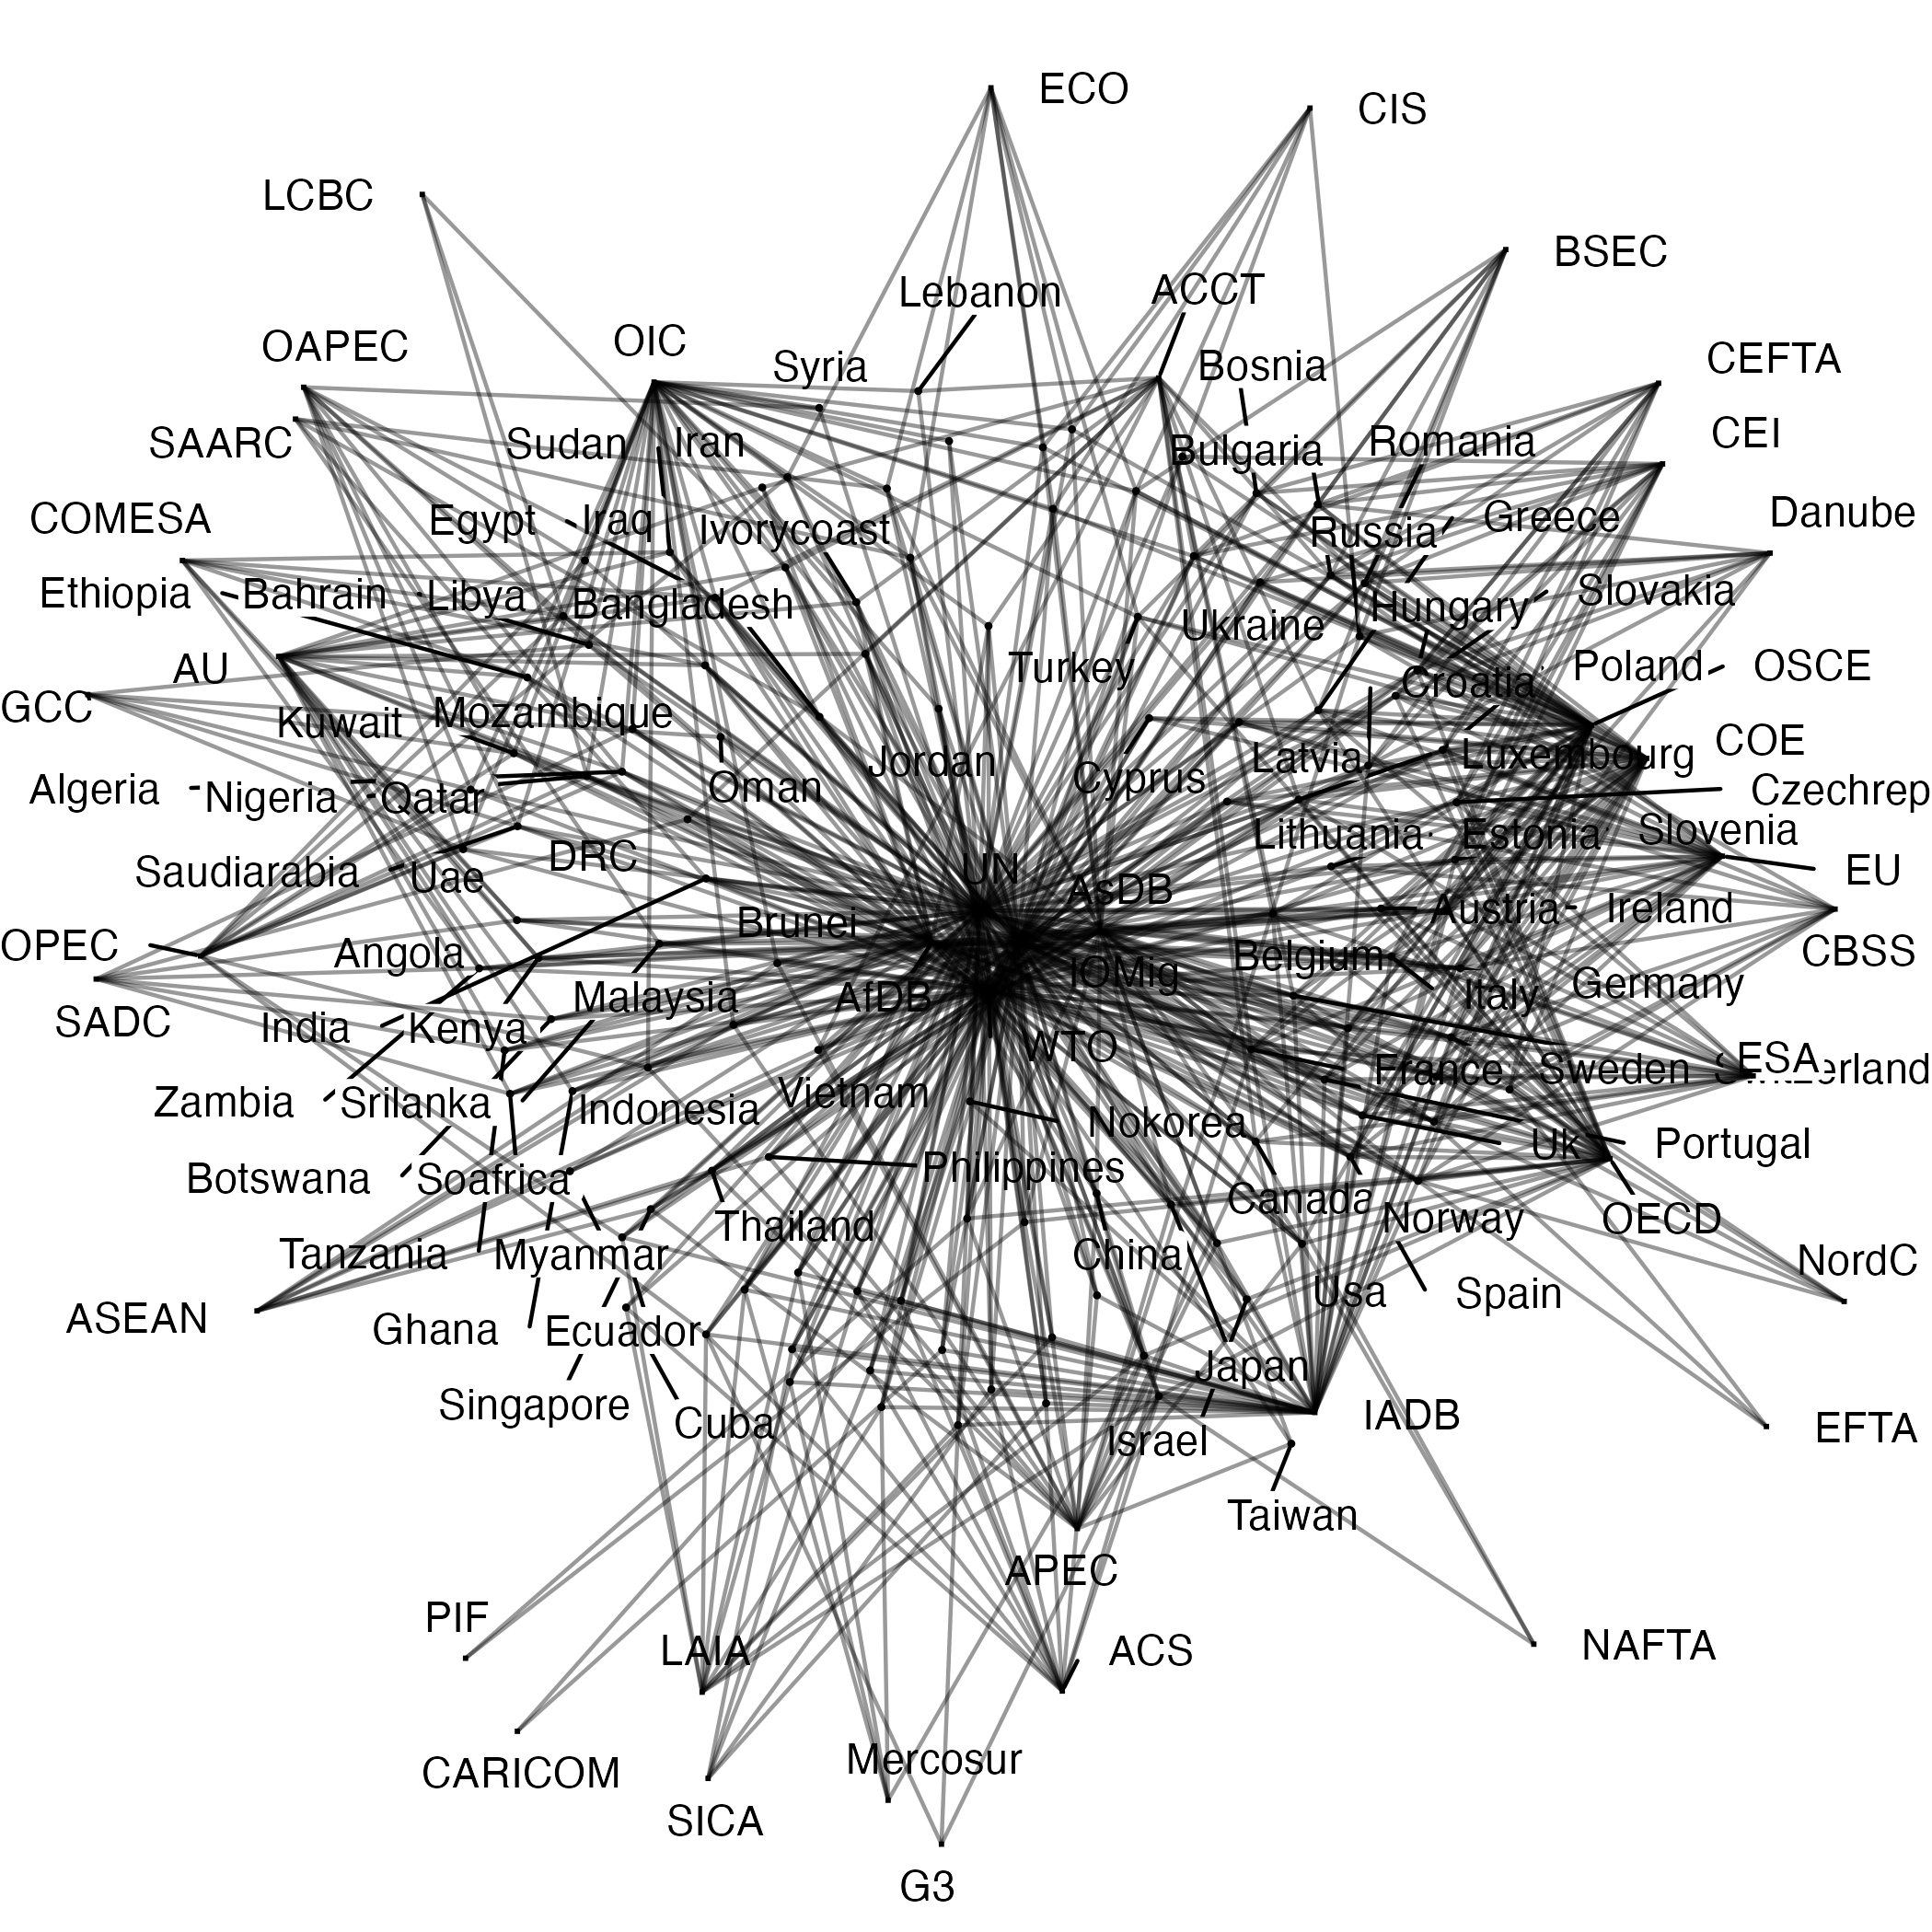 ECO
CIS
LCBC
BSEC
Lebanon
ACCT
OAPEC
OIC
Syria
Bosnia
CEFTA
SAARC
Sudan
Iran
Bulgaria
Romania
CEI
COMESA
Egypt
Iraq
Ivorycoast
Russia
Greece
Danube
Ethiopia
Bahrain
Libya
Bangladesh
Ukraine
Hungary
Slovakia
AU
Turkey
Croatia
Poland
OSCE
GCC
Kuwait
Mozambique
Jordan
Cyprus
Latvia
Luxembourg
COE
Algeria
Nigeria
Qatar
Oman
Czechrep
Saudiarabia
Uae
DRC
UN
AsDB
Lithuania
Estonia
Slovenia
EU
OPEC
Angola
Brunei
Austria
Ireland
CBSS
SADC
India
Kenya
Malaysia
AfDB
IOMig
Belgium
Italy
Germany
WTO
Zambia
Srilanka
Indonesia
Vietnam
Nokorea
France
Sweden
ESA
Botswana
Soafrica
Philippines
Canada
Uk
Portugal
Tanzania
Myanmar
Thailand
China
Norway
OECD
NordC
ASEAN
Ghana
Ecuador
Usa
Spain
Singapore
Cuba
Japan
Israel
IADB
EFTA
Taiwan
APEC
PIF
LAIA
ACS
NAFTA
CARICOM
SICA
Mercosur
G3